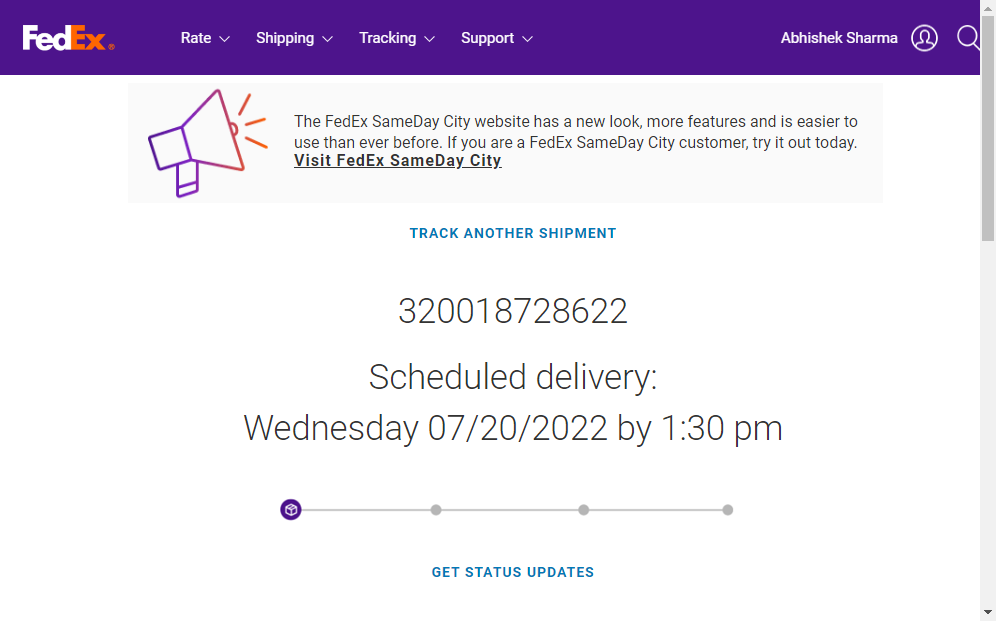 FedEx®
Rate
Shipping
Tracking
Support
Abhishek Sharma
The FedEx SameDay City website has a new look, more features and is easier to
use than ever before. If you are a FedEx SameDay City customer, try it out today.
Visit FedEx SameDay City
TRACK ANOTHER SHIPMENT
320018728622
Scheduled delivery:
Wednesday 07/20/2022 by 1:30 pm
GET STATUS UPDATES